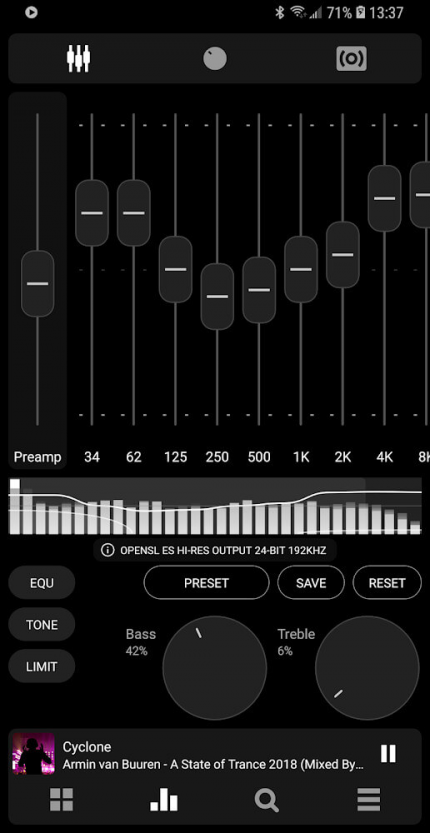 71% 13:37
Preamp 34 62 125 250 500 1K 2K 4K 8K
OPENSL ES HI-RES OUTPUT 24-BIT 192KHZ
EQU PRESET SAVE RESET
TONE
Bass Treble
42% 6%
LIMIT
Cyclone
Armin van Buuren - A State of Trance 2018 (Mixed By...